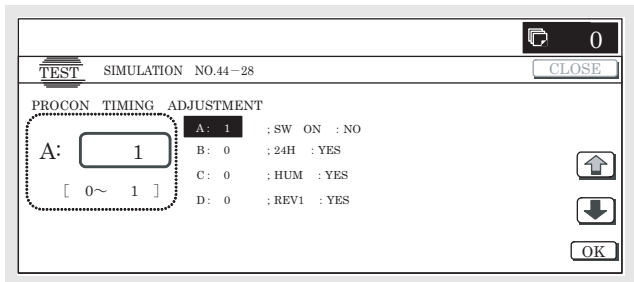 0
TEST SIMULATION NO.44-28 CLOSE
PROCON TIMING ADJUSTMENT
A: 1 ; SW ON : NO
A: 1
B: 0 ; 24H : YES
C: 0 ; HUM : YES
[ 0~ 1 ]
D: 0 ; REV1 : YES
OK